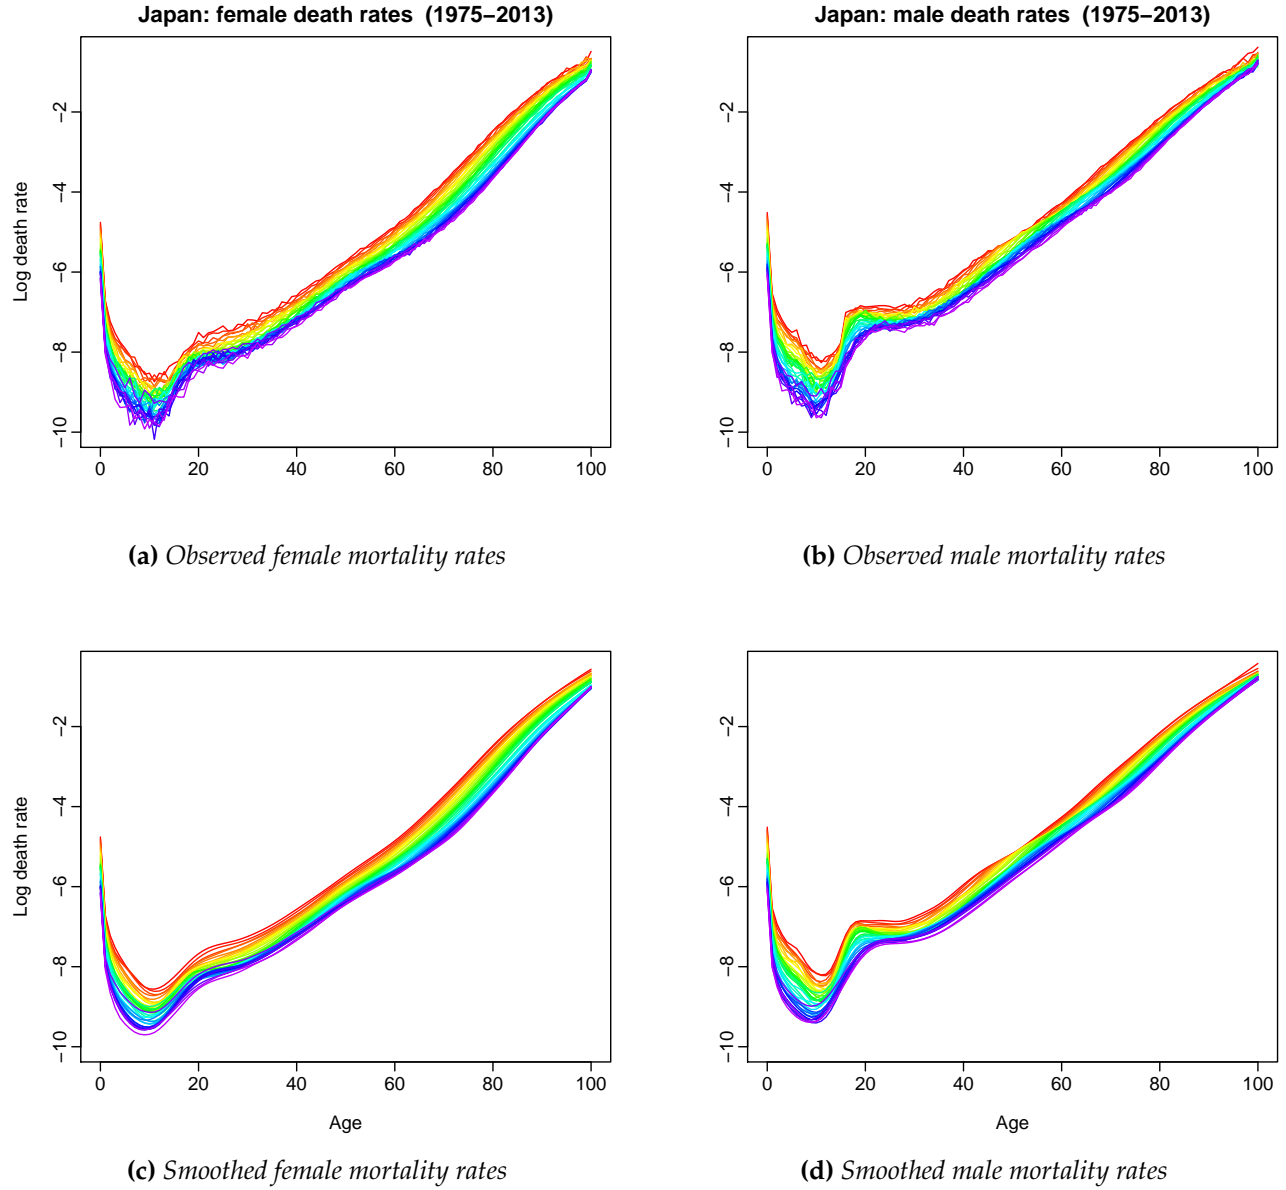 Japan: female death rates (1975−2013)
Japan: male death rates (1975−2013)
Log death rate
−2
−4
−6
−8
−10
0 20 40 60 80 100
−2
−4
−6
−8
−10
0 20 40 60 80 100
(a) Observed female mortality rates
(b) Observed male mortality rates
Log death rate
−2
−4
−6
−8
−10
0 20 40 60 80 100
Age
−2
−4
−6
−8
−10
0 20 40 60 80 100
Age
(c) Smoothed female mortality rates
(d) Smoothed male mortality rates